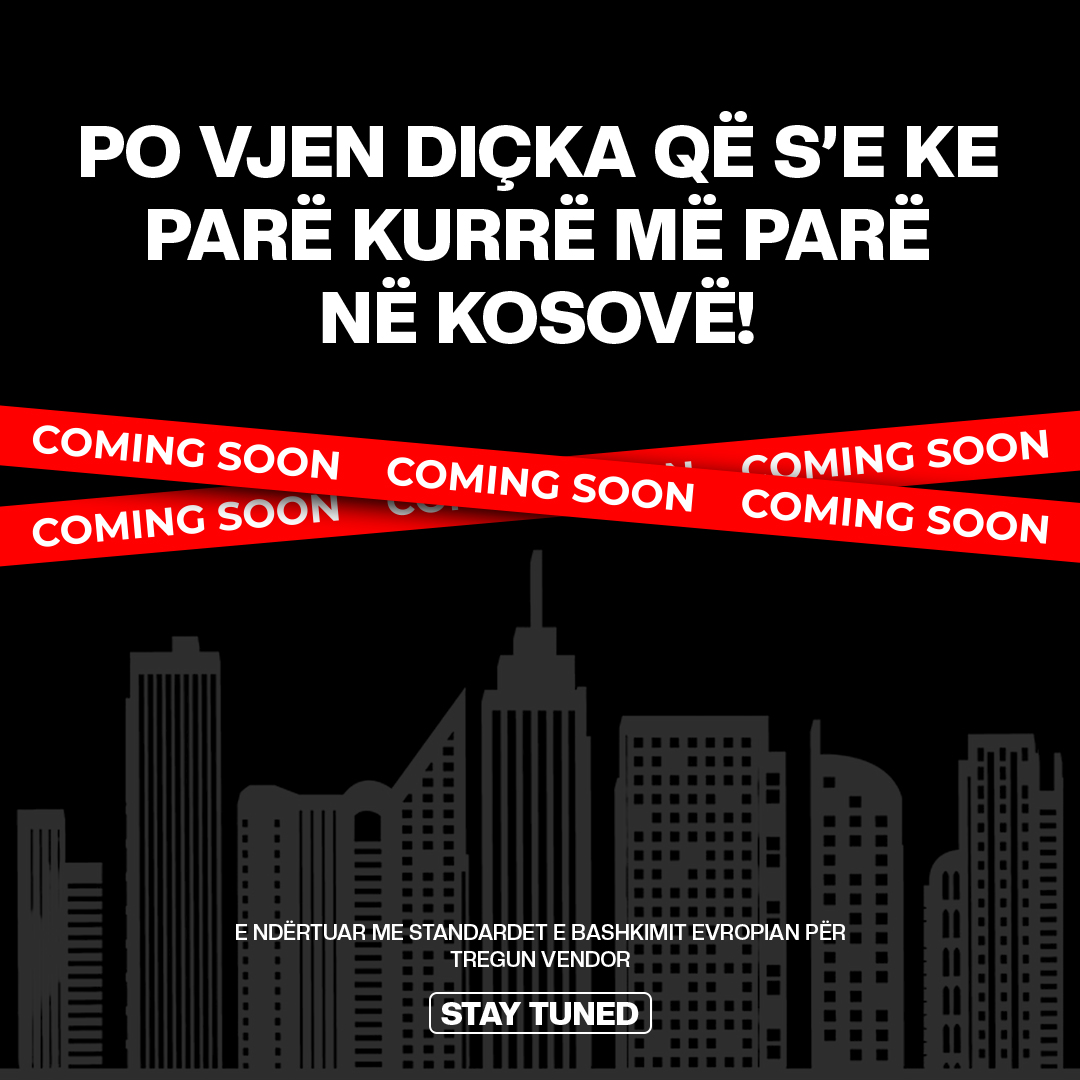 PO VJEN DIÇKA QË S'E KE
PARË KURRË MË PARË
NË KOSOVË!
COMING SOON COMING SOON COMING SOON
COMING SOON COMING SOON
E NDËRTUAR ME STANDARDET E BASHKIMIT EVROPIAN PËR
TREGUN VENDOR
STAY TUNED